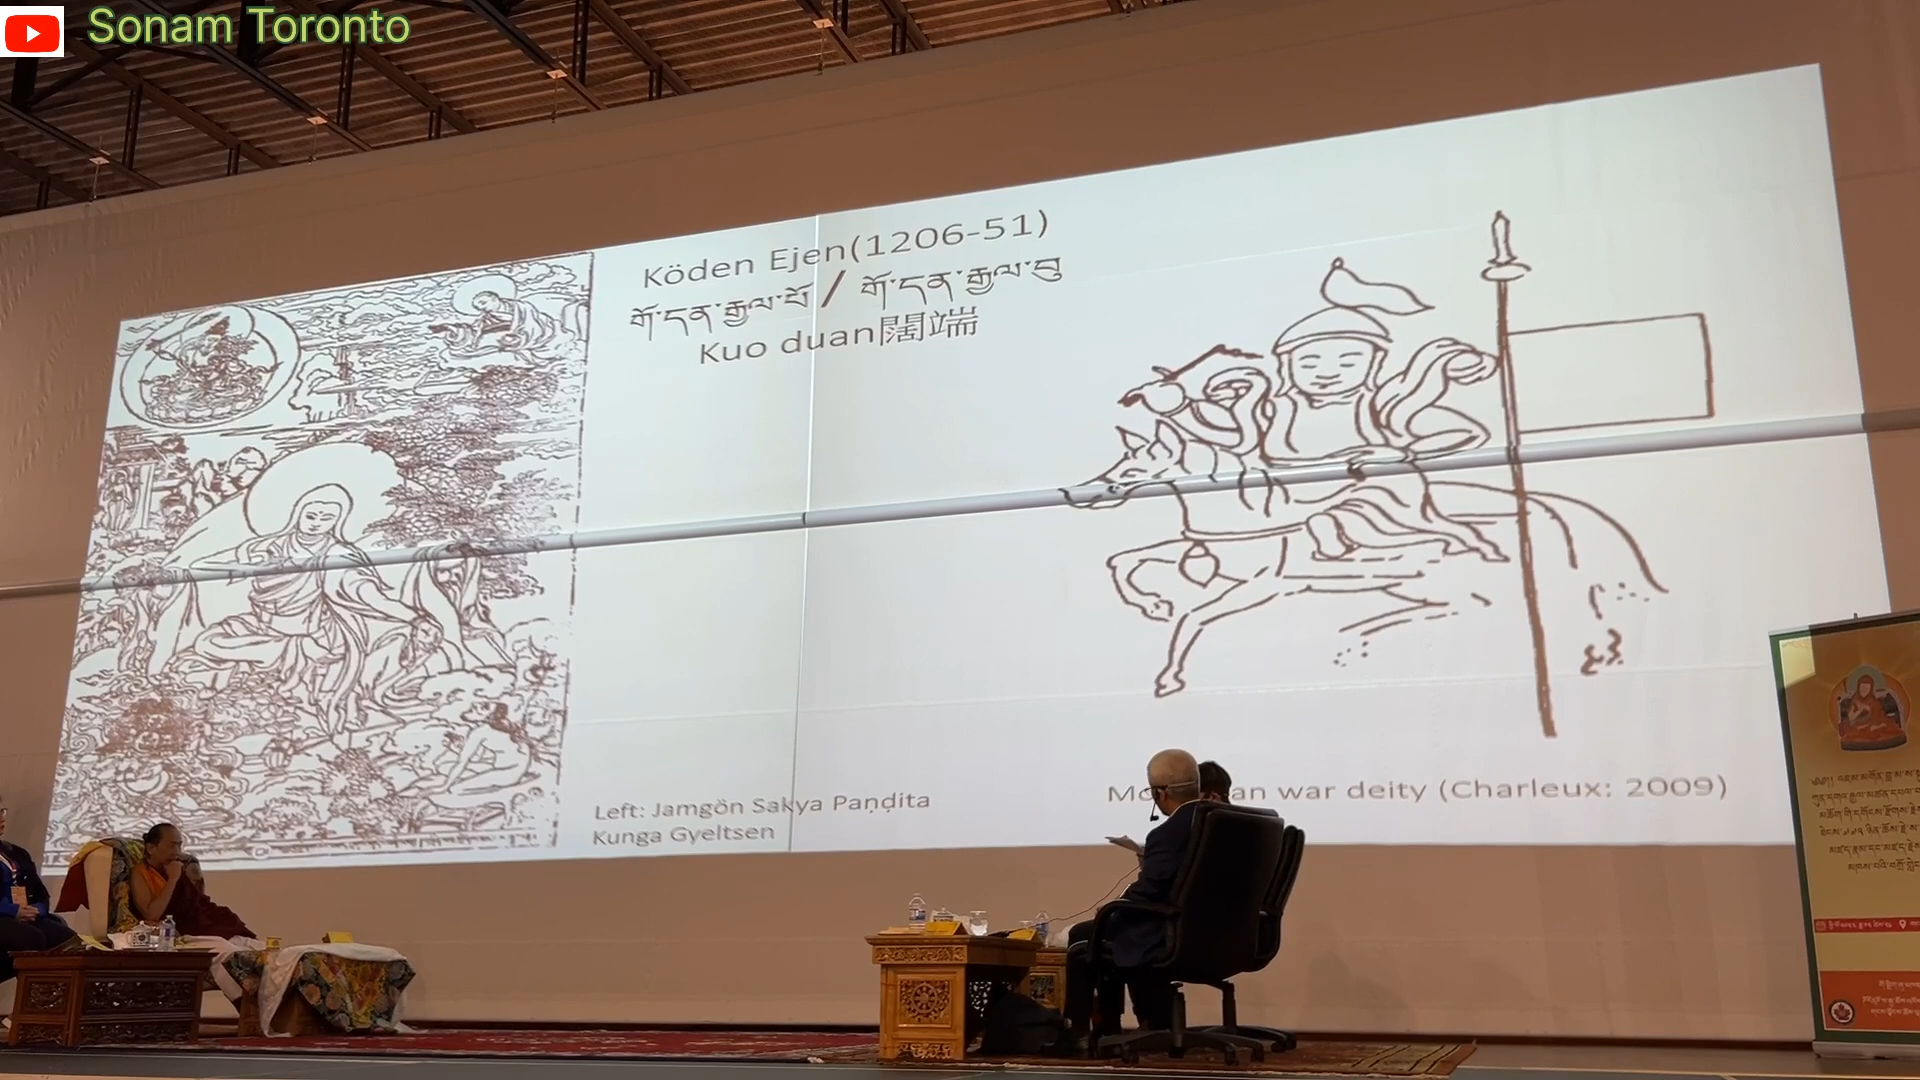 Sonam Toronto
Köden Ejen(1206-51)
གོ་དན་རྒྱལ་པོ / གོ་དན་རྒྱལ་བུ
Kuo duan闊端
Left: Jamgön Sakya Paṇḍita
Kunga Gyeltsen
an war deity (Charleux: 2009)